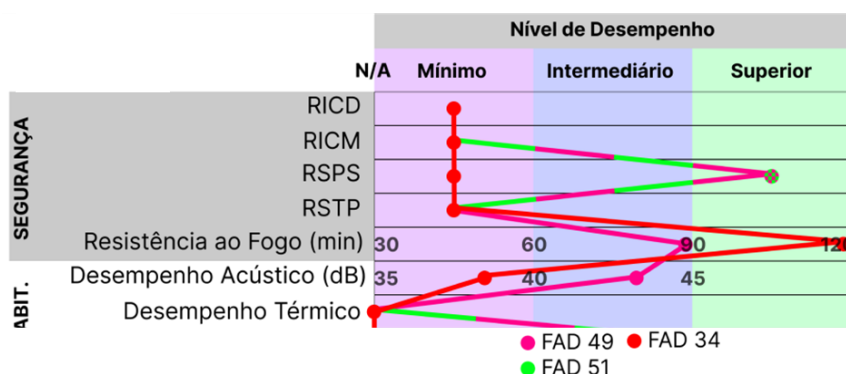 Nível de Desempenho
N/A Mínimo Intermediário Superior
SEGURANÇA
RICD
RICM
RSPS
RSTP
Resistência ao Fogo (min) 30 60 90 120
ABIT.
Desempenho Acústico (dB) 35 40 45
Desempenho Térmico
FAD 49 FAD 34
FAD 51